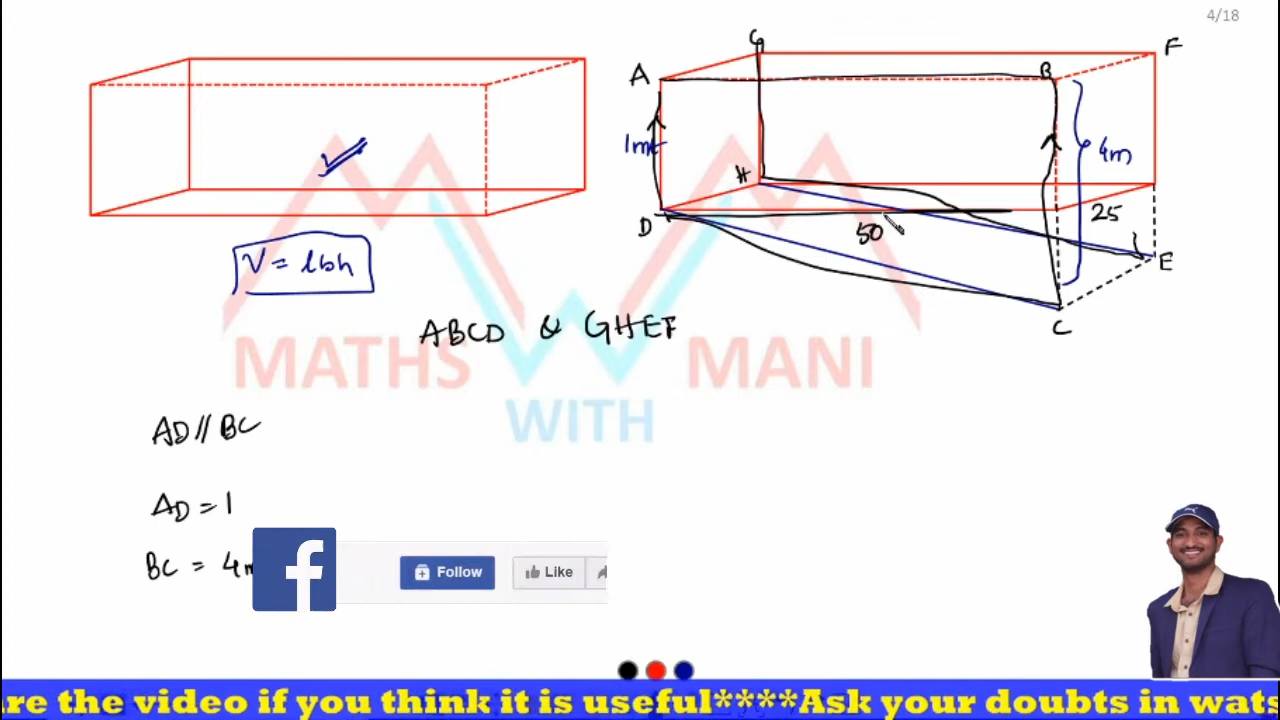 4/18
G
F
A
B
1mt
4m
H
25
D
50
E
C
V = lbh
ABCD & GHEF
MATHS
MANI
WITH
AD // BC
AD = 1
BC = 4m
Follow
Like
re the video if you think it is useful****Ask your doubts in wats